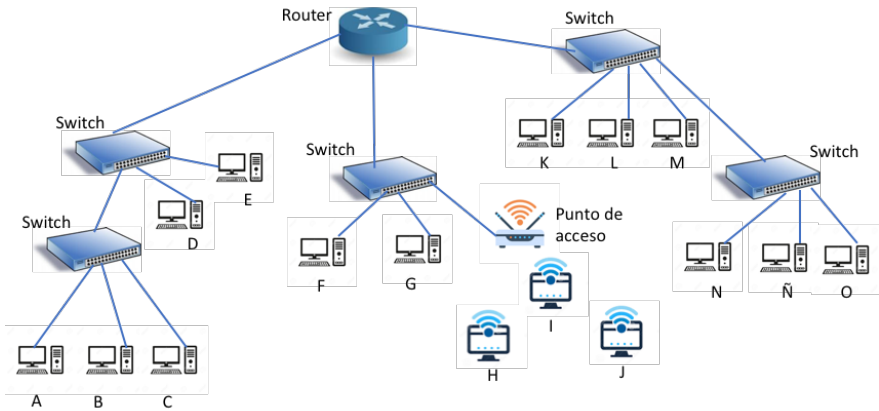 Router
Switch
K
L
M
Switch
E
D
Switch
Switch
Switch
Punto de
acceso
F
G
N
Ñ
O
I
H
J
A
B
C